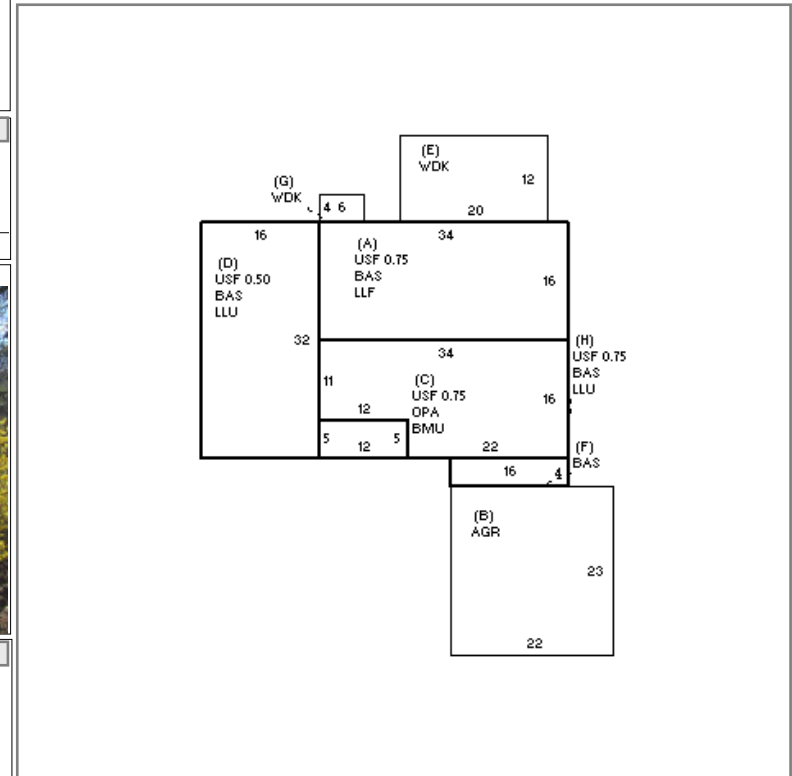 (E)
WDK
12
20
(G)
WDK
4 6
16
34
(D)
USF 0.50
BAS
LLU
(A)
USF 0.75
BAS
LLF
16
32
34
(H)
USF 0.75
BAS
LLU
11
(C)
USF 0.75
OPA
BMU
16
12
5
12
5
22
(F)
BAS
16
4
(B)
AGR
23
22